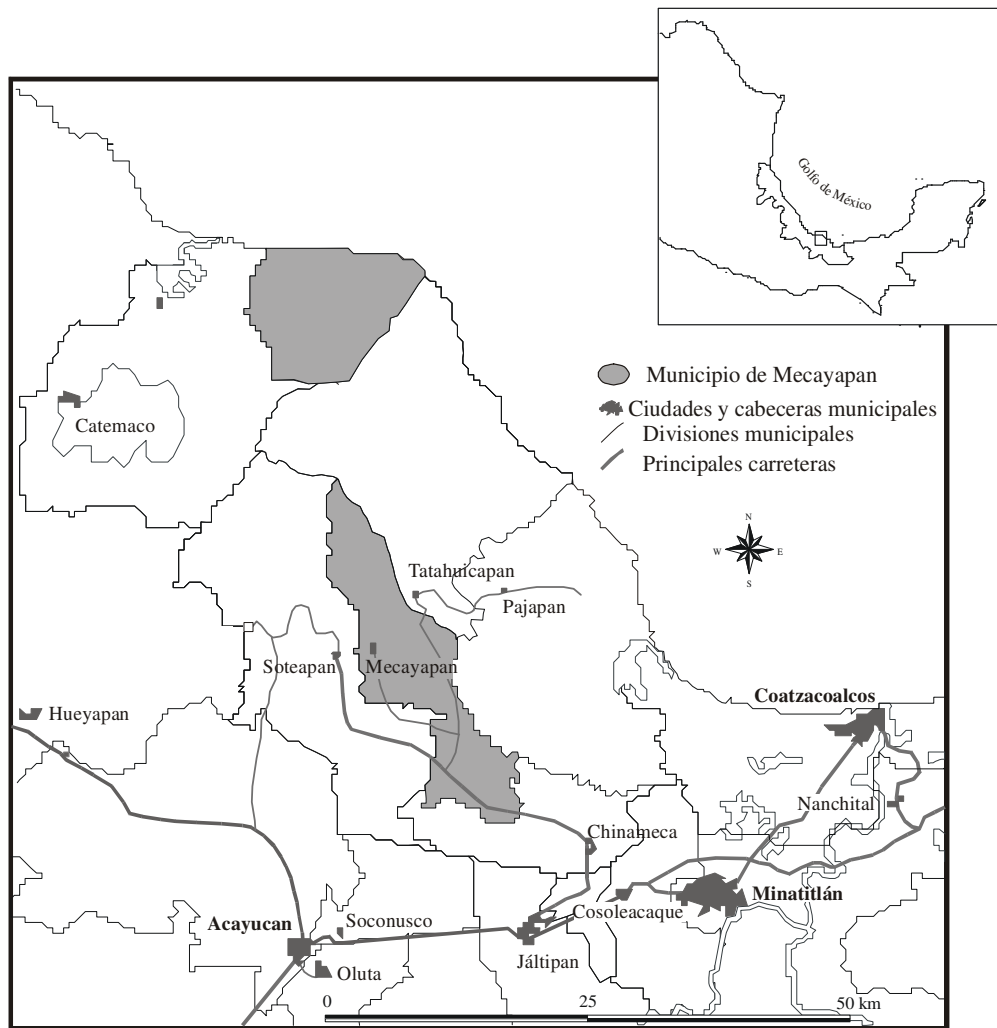 Golfo de México
Municipio de Mecayapan
Ciudades y cabeceras municipales
Divisiones municipales
Principales carreteras
Catemaco
N
W
E
S
Tatahuicapan
Pajapan
Soteapan
Mecayapan
Coatzacoalcos
Hueyapan
Nanchital
Chinameca
Minatitlán
Acayucan
Soconusco
Cosoleacaque
Oluta
Jáltipan
0 25 50 km